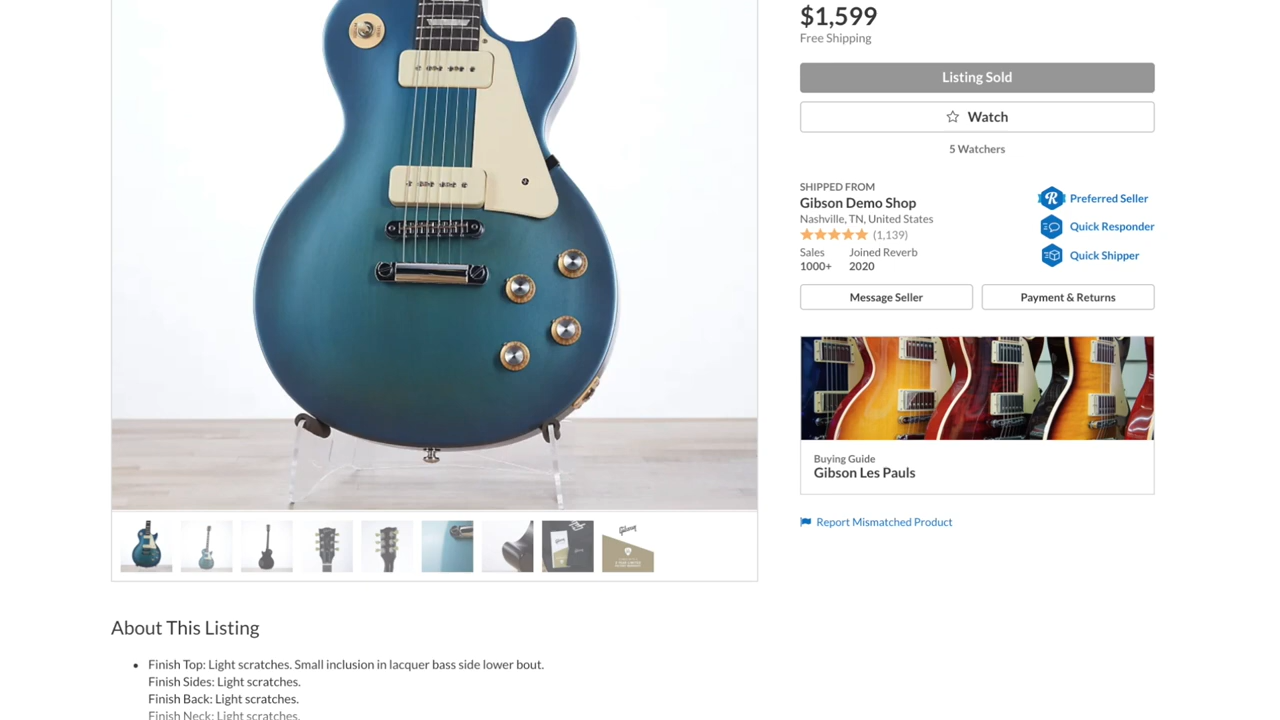 $1,599
Free Shipping
Listing Sold
Watch
5 Watchers
SHIPPED FROM
Gibson Demo Shop
Nashville, TN, United States
(1,139)
Sales
1000+
Joined Reverb
2020
Preferred Seller
Quick Responder
Quick Shipper
Message Seller
Payment & Returns
Buying Guide
Gibson Les Pauls
Report Mismatched Product
Gibson
About This Listing
• Finish Top: Light scratches. Small inclusion in lacquer bass side lower bout.
Finish Sides: Light scratches.
Finish Back: Light scratches.
Finish Neck: Light scratches.